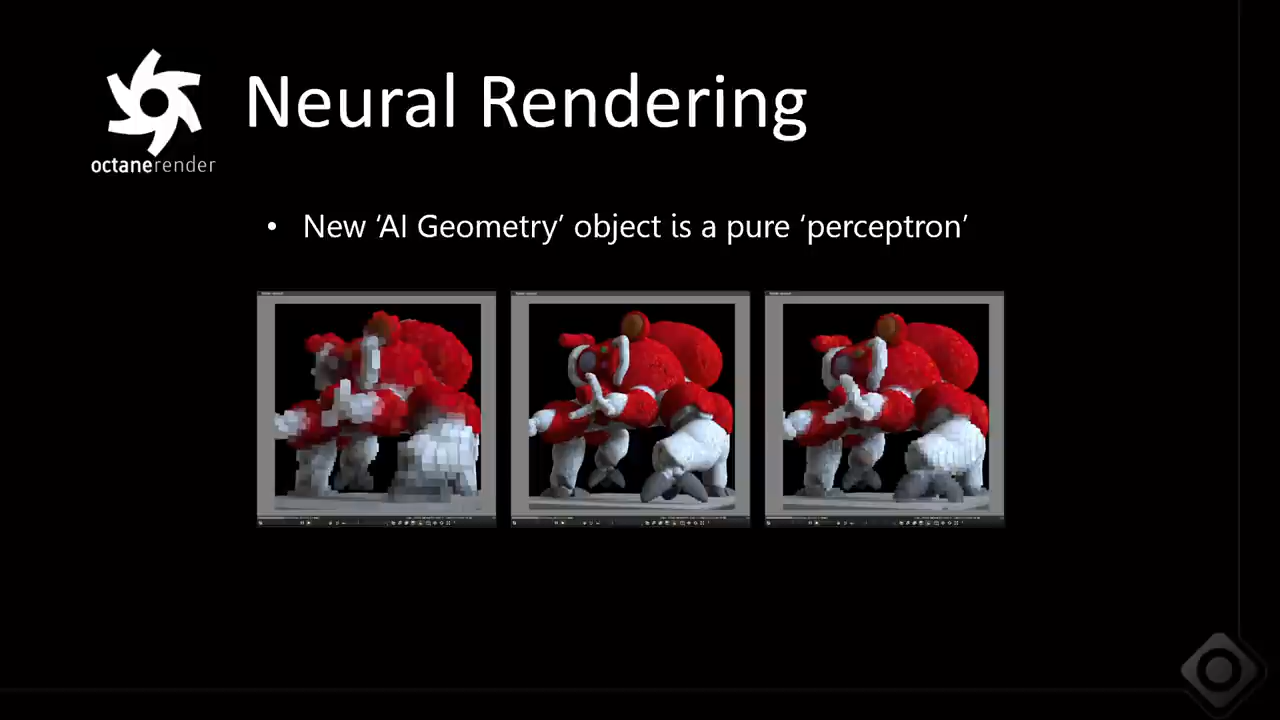 Neural Rendering
octanerender
• New ‘AI Geometry’ object is a pure ‘perceptron’